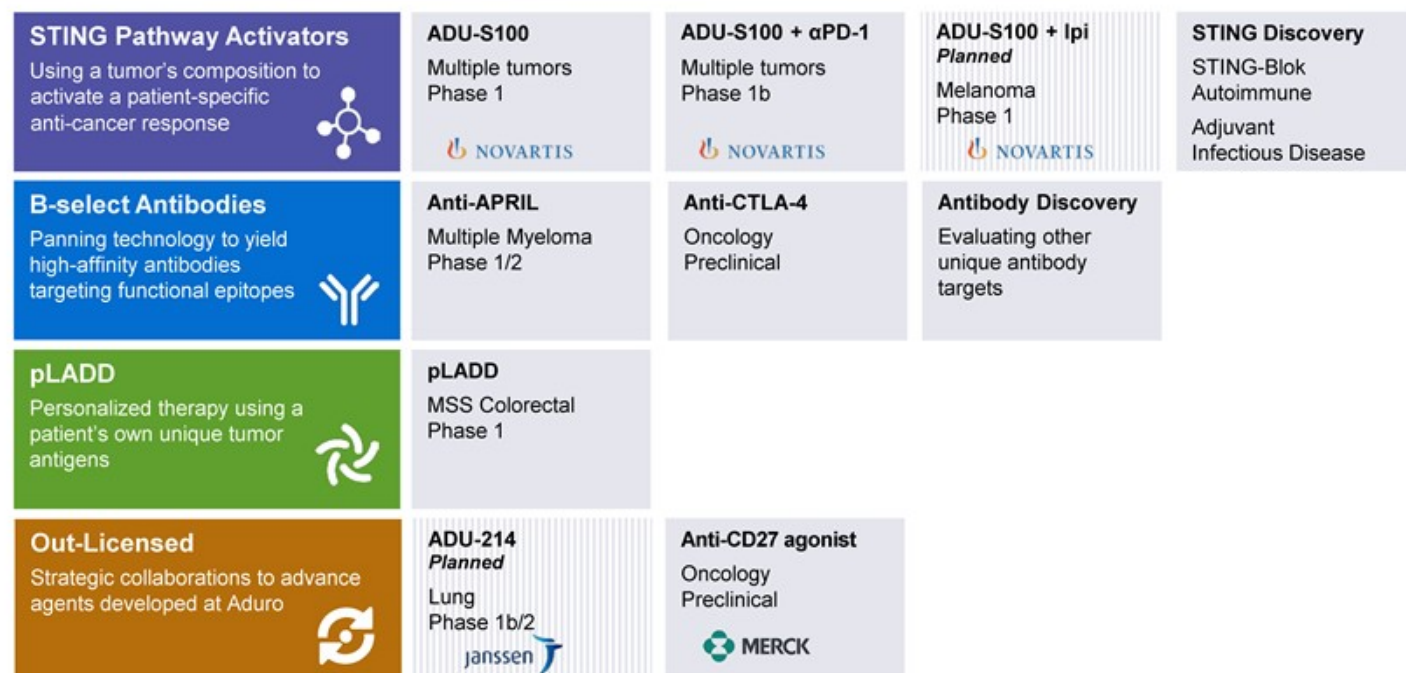 STING Pathway Activators
Using a tumor's composition to
activate a patient-specific
anti-cancer response
ADU-S100
Multiple tumors
Phase 1
NOVARTIS
ADU-S100 + αPD-1
Multiple tumors
Phase 1b
NOVARTIS
ADU-S100 + Ipi
Planned
Melanoma
Phase 1
NOVARTIS
STING Discovery
STING-Blok
Autoimmune
Adjuvant
Infectious Disease
B-select Antibodies
Panning technology to yield
high-affinity antibodies
targeting functional epitopes
Anti-APRIL
Multiple Myeloma
Phase 1/2
Anti-CTLA-4
Oncology
Preclinical
Antibody Discovery
Evaluating other
unique antibody
targets
pLADD
Personalized therapy using a
patient's own unique tumor
antigens
pLADD
MSS Colorectal
Phase 1
Out-Licensed
Strategic collaborations to advance
agents developed at Aduro
ADU-214
Planned
Lung
Phase 1b/2
janssen
Anti-CD27 agonist
Oncology
Preclinical
MERCK